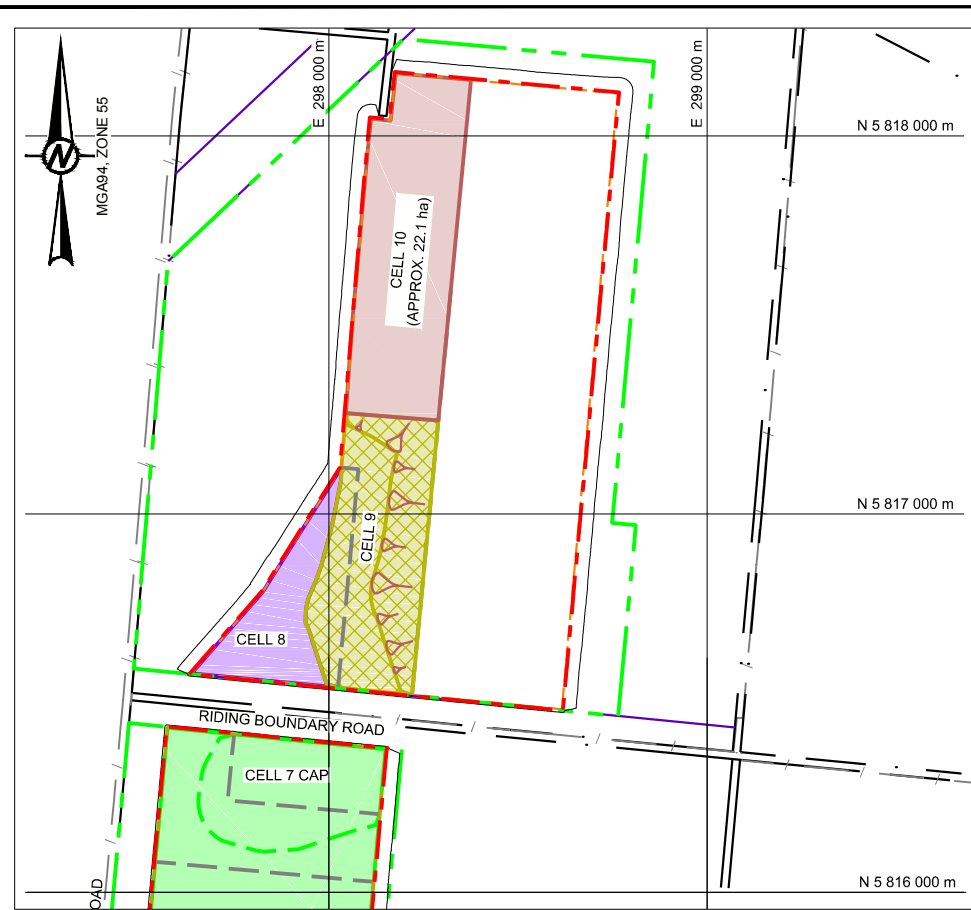 E 298 000 m
E 299 000 m
N 5 818 000 m
N
MGA94, ZONE 55
CELL 10
(APPROX. 22.1 ha)
N 5 817 000 m
CELL 9
CELL 8
RIDING BOUNDARY ROAD
CELL 7 CAP
N 5 816 000 m
OAD